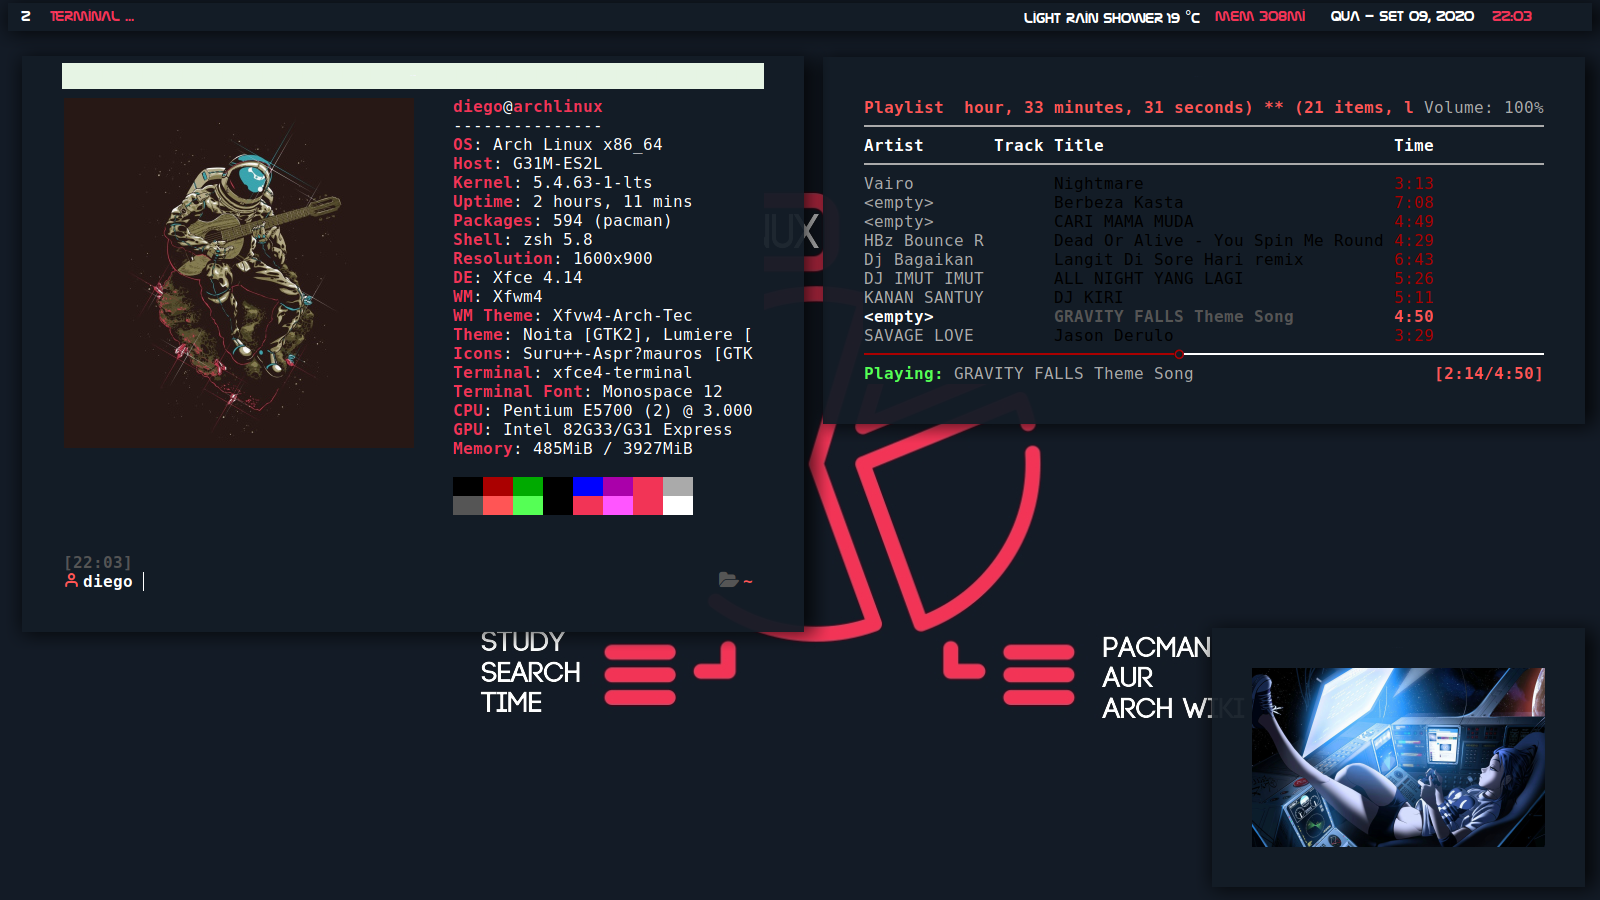 2 TERMINAL ...
LIGHT RAIN SHOWER 19 °C MEM 308MI QUA - SET 09, 2020 22:03
diego@archlinux
---------------
OS: Arch Linux x86_64
Host: G31M-ES2L
Kernel: 5.4.63-1-lts
Uptime: 2 hours, 11 mins
Packages: 594 (pacman)
Shell: zsh 5.8
Resolution: 1600x900
DE: Xfce 4.14
WM: Xfwm4
WM Theme: Xfvw4-Arch-Tec
Theme: Noita [GTK2], Lumiere [
Icons: Suru++-Aspr?mauros [GTK
Terminal: xfce4-terminal
Terminal Font: Monospace 12
CPU: Pentium E5700 (2) @ 3.000
GPU: Intel 82G33/G31 Express
Memory: 485MiB / 3927MiB
[22:03]
diego
~
Playlist hour, 33 minutes, 31 seconds) ** (21 items, l Volume: 100%
Artist Track Title Time
Vairo Nightmare 3:13
<empty> Berbeza Kasta 7:08
<empty> CARI MAMA MUDA 4:49
HBz Bounce R Dead Or Alive - You Spin Me Round 4:29
Dj Bagaikan Langit Di Sore Hari remix 6:43
DJ IMUT IMUT ALL NIGHT YANG LAGI 5:26
KANAN SANTUY DJ KIRI 5:11
<empty> GRAVITY FALLS Theme Song 4:50
SAVAGE LOVE Jason Derulo 3:29
Playing: GRAVITY FALLS Theme Song [2:14/4:50]
UX
STUDY
SEARCH
TIME
PACMAN
AUR
ARCH WIKI